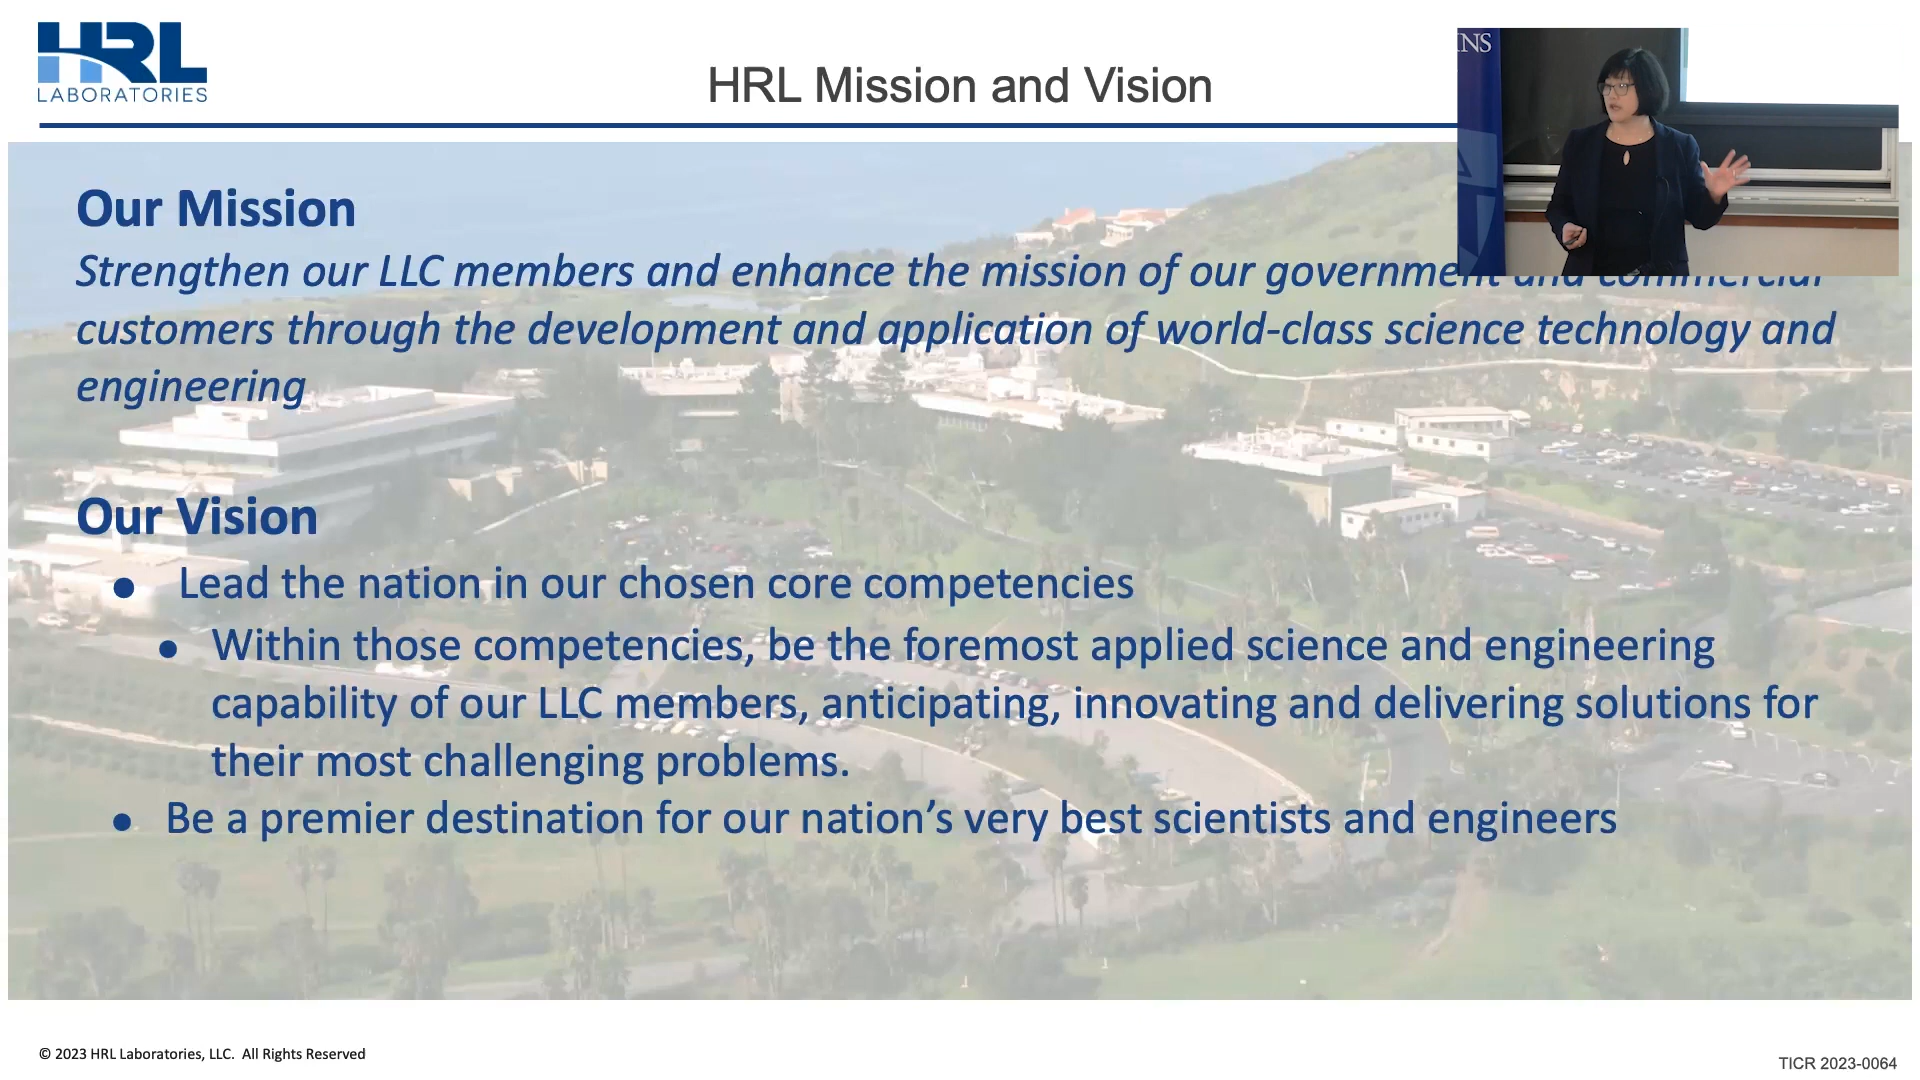 HRL
LABORATORIES
HRL Mission and Vision
INS
Our Mission
Strengthen our LLC members and enhance the mission of our government and commercial
customers through the development and application of world-class science technology and
engineering
Our Vision
● Lead the nation in our chosen core competencies
● Within those competencies, be the foremost applied science and engineering
capability of our LLC members, anticipating, innovating and delivering solutions for
their most challenging problems.
● Be a premier destination for our nation’s very best scientists and engineers
© 2023 HRL Laboratories, LLC. All Rights Reserved
TICR 2023-0064